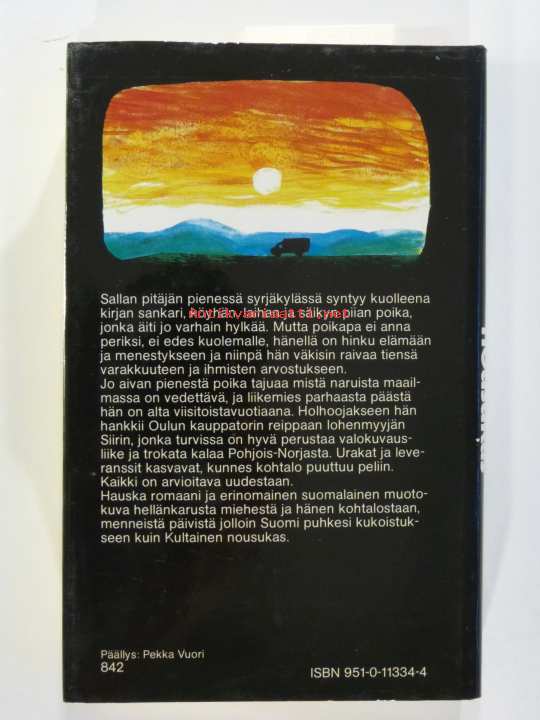 Sallan pitäjän pienessä syrjäkylässä syntyy kuolleena
kirjan sankari, höyhän, laihaa ja säikyn piian poika,
jonka äiti jo varhain hylkää. Mutta poikapa ei anna
periksi, ei edes kuolemalle, hänellä on hinku elämään
ja menestykseen ja niinpä hän väkisin raivaa tiensä
varakkuuteen ja ihmisten arvostukseen.
Jo aivan pienestä poika tajuaa mistä naruista maail-
massa on vedettävä, ja liikemies parhaasta päästä
hän on alta viisitoistavuotiaana. Holhoojakseen hän
hankkii Oulun kauppatorin reippaan lohenmyyjän
Siirin, jonka turvissa on hyvä perustaa valokuvaus-
liike ja trokata kalaa Pohjois-Norjasta. Urakat ja leve-
ranssit kasvavat, kunnes kohtalo puuttuu peliin.
Kaikki on arvioitava uudestaan.
Hauska romaani ja erinomainen suomalainen muoto-
kuva hellänkarusta miehestä ja hänen kohtalostaan,
menneistä päivistä jolloin Suomi puhkesi kukoistuk-
seen kuin Kultainen nousukas.
Päällys: Pekka Vuori
842
ISBN 951-0-11334-4